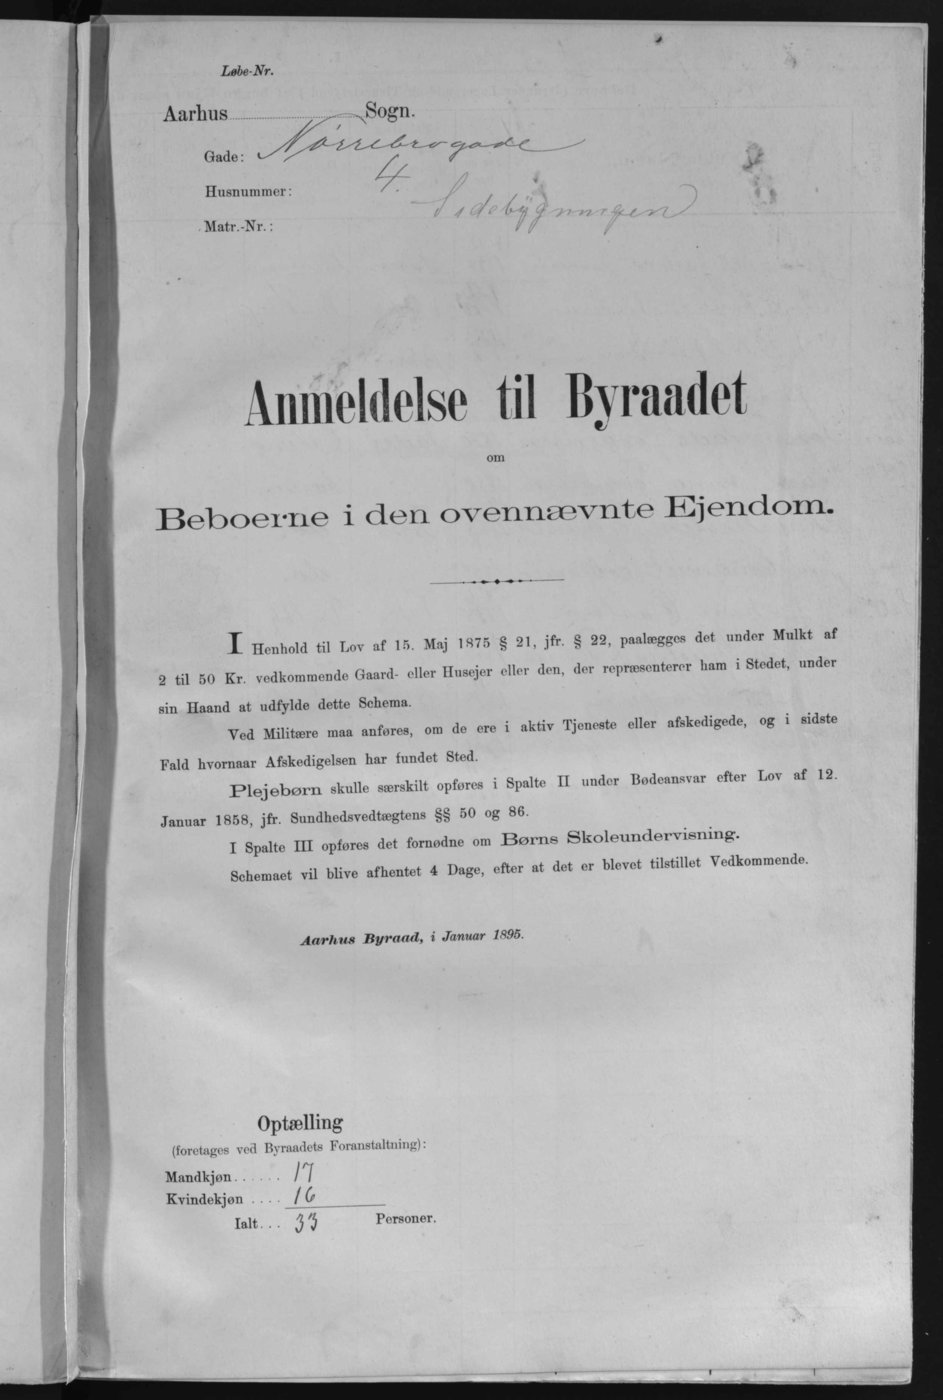 Løbe-Nr.
Aarhus Sogn.
Gade: Nórrebrogade
Husnummer: 4.
Sidebÿgningen
Matr.-Nr.:
Anmeldelse til Byraadet
om
Beboerne i den ovennævnte Ejendom.
I Henhold til Lov af 15. Maj 1875 § 21, jfr. § 22, paalægges det under Mulkt af
2 til 50 Kr. vedkommende Gaard- eller Husejer eller den, der repræsenterer ham i Stedet, under
sin Haand at udfylde dette Schema.
Ved Militære maa anføres, om de ere i aktiv Tjeneste eller afskedigede, og i sidste
Fald hvornaar Afskedigelsen har fundet Sted.
Plejebørn skulle særskilt opføres i Spalte II under Bødeansvar efter Lov af 12.
Januar 1858, jfr. Sundhedsvedtægtens §§ 50 og 86.
I Spalte III opføres det fornødne om Børns Skoleundervisning.
Schemaet vil blive afhentet 4 Dage, efter at det er blevet tilstillet Vedkommende.
Aarhus Byraad, i Januar 1895.
Optælling
(foretages ved Byraadets Foranstaltning):
Mandkjøn...... 17
Kvindekjøn .... 16
Ialt... 33 Personer.